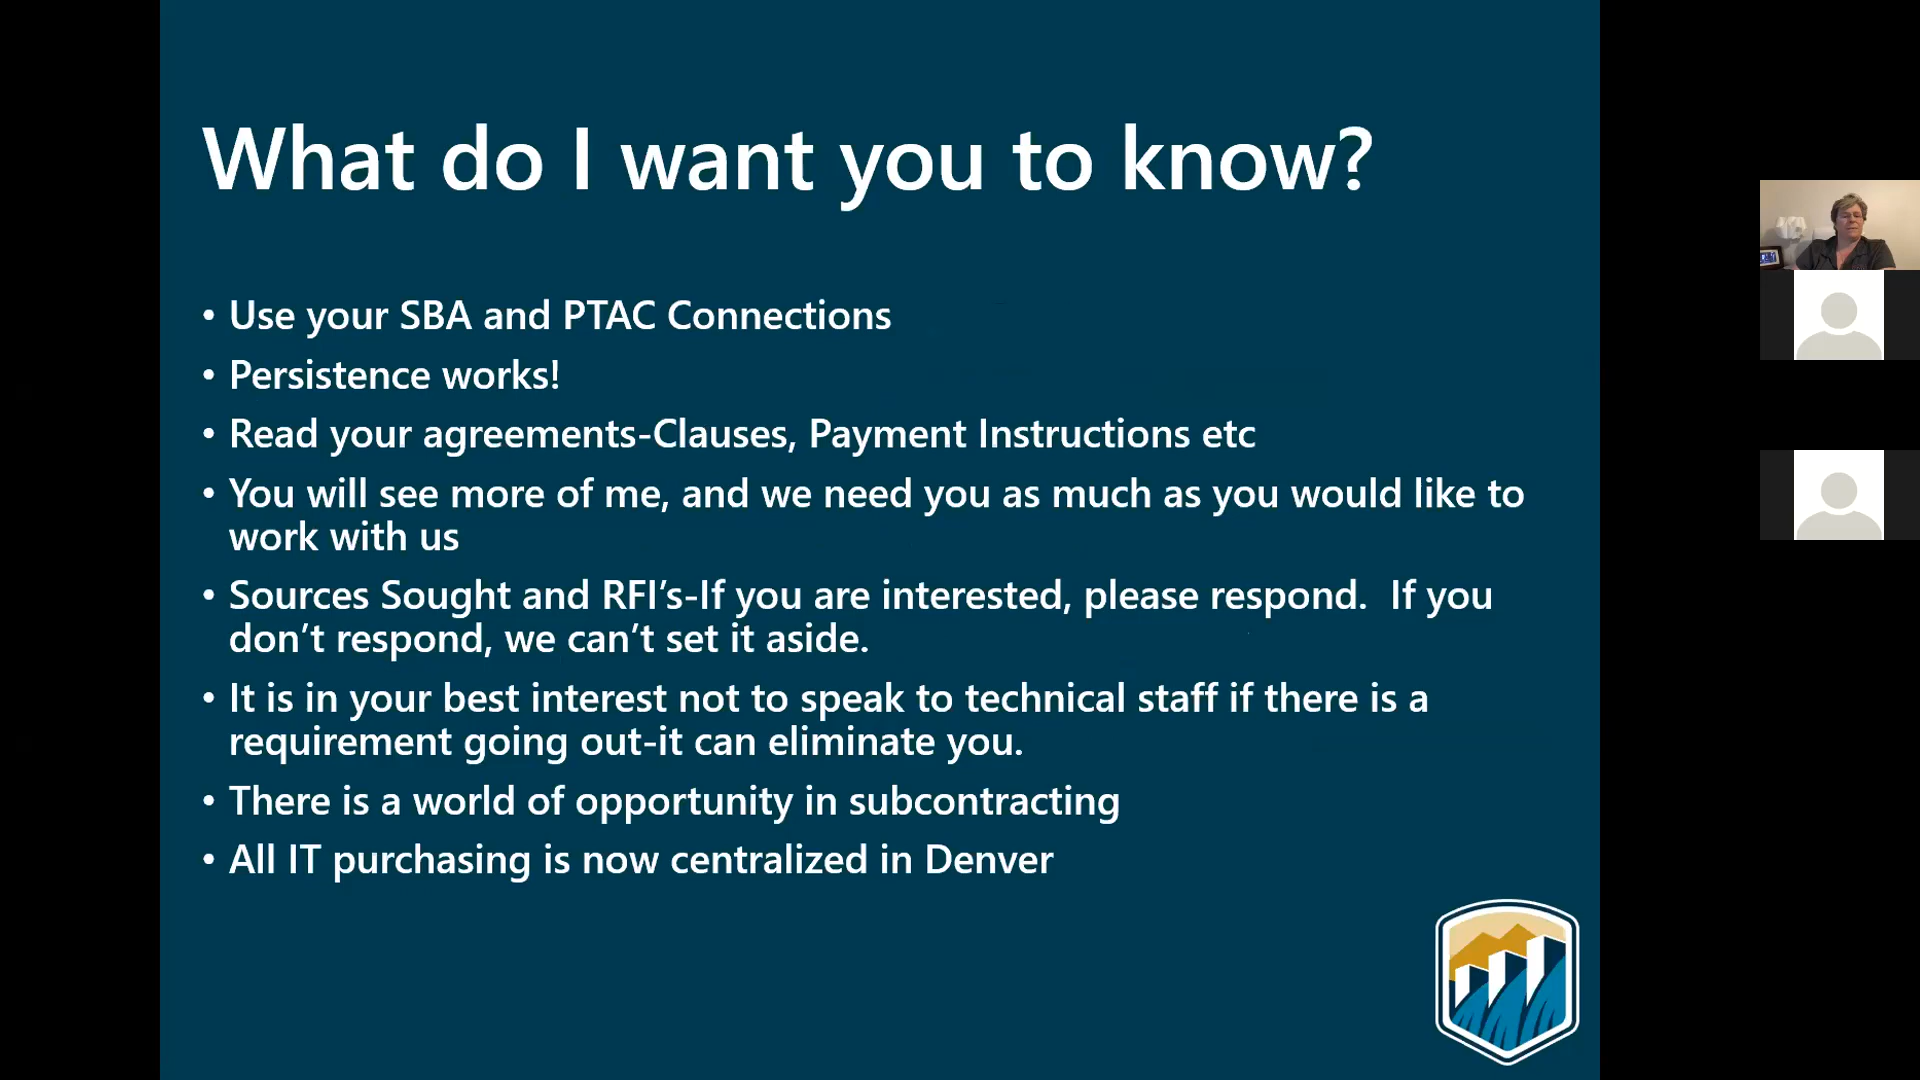 What do I want you to know?
• Use your SBA and PTAC Connections
• Persistence works!
• Read your agreements-Clauses, Payment Instructions etc
• You will see more of me, and we need you as much as you would like to
work with us
• Sources Sought and RFI’s-If you are interested, please respond.  If you
don’t respond, we can’t set it aside.
• It is in your best interest not to speak to technical staff if there is a
requirement going out-it can eliminate you.
• There is a world of opportunity in subcontracting
• All IT purchasing is now centralized in Denver